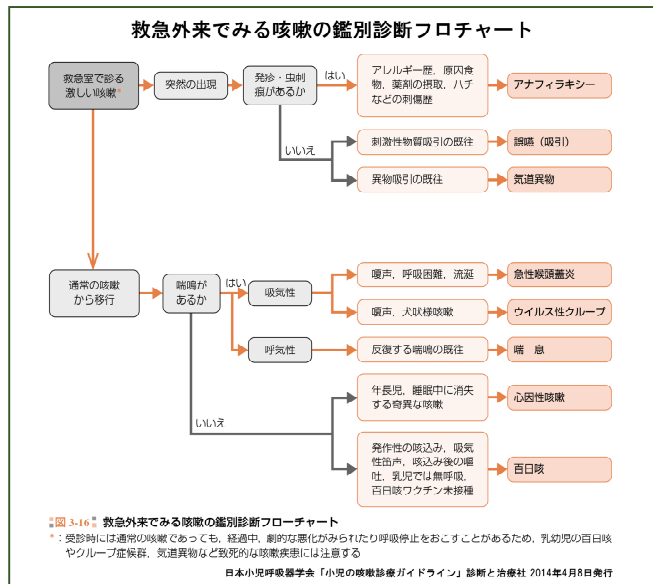 救急外来でみる咳嗽の鑑別診断フロチャート
救急室で診る
激しい咳嗽*
突然の出現
発疹・虫刺
痕があるか
はい
アレルギー歴，原因食
物，薬剤の摂取，ハチ
などの刺傷歴
アナフィラキシー
いいえ
刺激性物質吸引の既往
誤嚥（吸引）
異物吸引の既往
気道異物
通常の咳嗽
から移行
喘鳴が
あるか
はい
吸気性
嗄声，呼吸困難，流涎
急性喉頭蓋炎
嗄声，犬吠様咳嗽
ウイルス性クループ
呼気性
反復する喘鳴の既往
喘　息
いいえ
年長児，睡眠中に消失
する奇異な咳嗽
心因性咳嗽
発作性の咳込み，吸気
性笛声，咳込み後の嘔
吐，乳児では無呼吸，
百日咳ワクチン未接種
百日咳
図 3-16 救急外来でみる咳嗽の鑑別診断フローチャート
*：受診時には通常の咳嗽であっても，経過中，劇的な悪化がみられたり呼吸停止をおこすことがあるため，乳幼児の百日咳
やクループ症候群，気道異物など致死的な咳嗽疾患には注意する
日本小児呼吸器学会「小児の咳嗽診療ガイドライン」診断と治療社 2014年4月8日発行